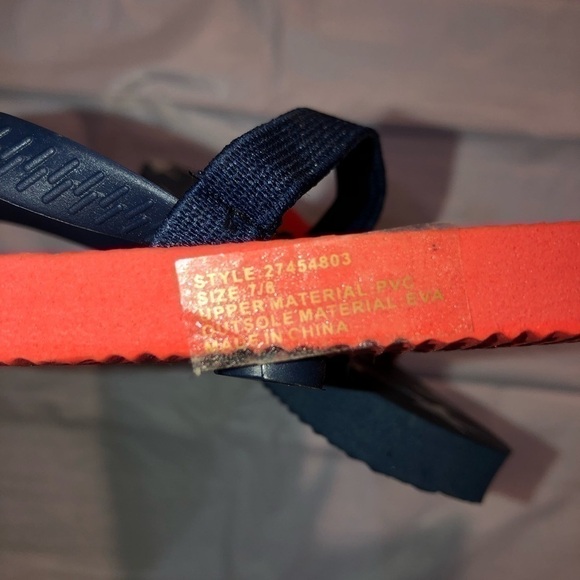 STYLE:27454803
SIZE:7/8
UPPER MATERIAL:PVC
OUTSOLE MATERIAL:EVA
MADE IN CHINA